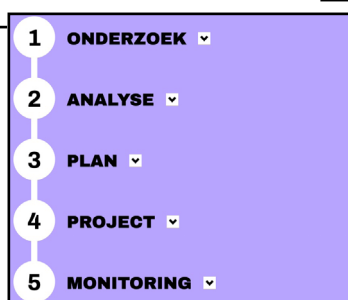 1 ONDERZOEK
2 ANALYSE
3 PLAN
4 PROJECT
5 MONITORING